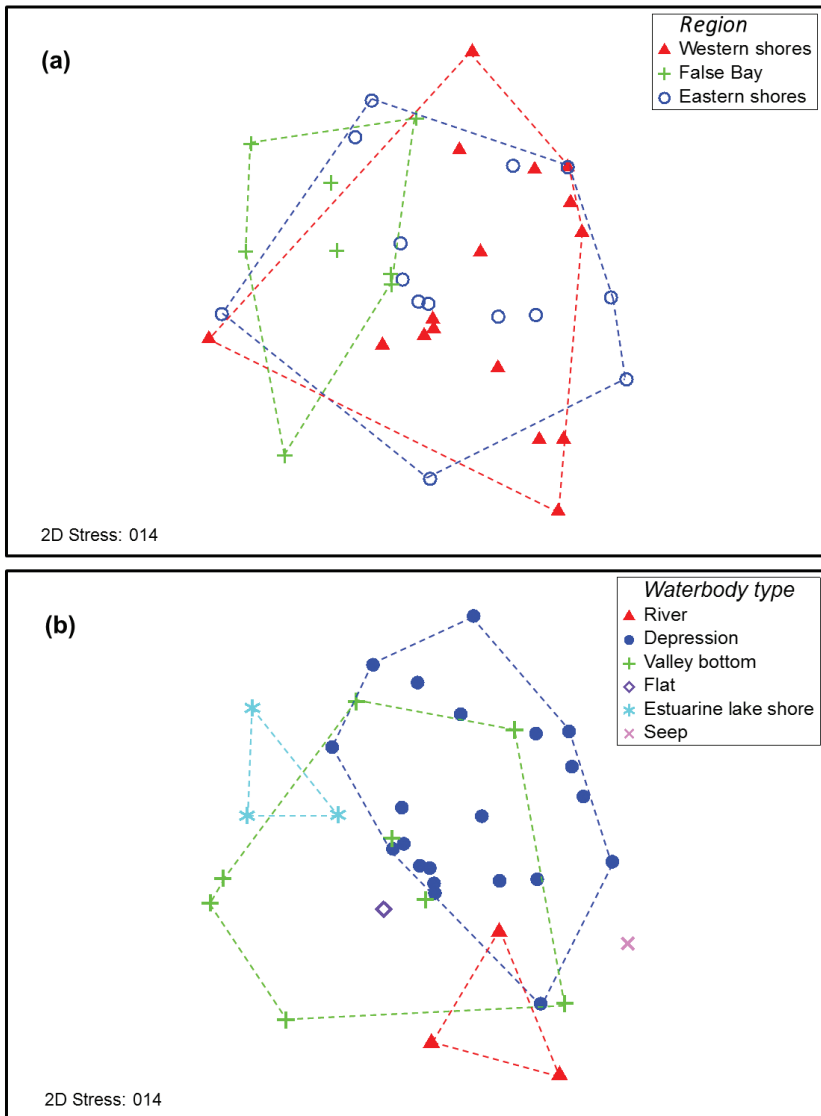 (a)
Region
Western shores
False Bay
Eastern shores
2D Stress: 014
(b)
Waterbody type
River
Depression
Valley bottom
Flat
Estuarine lake shore
Seep
2D Stress: 014